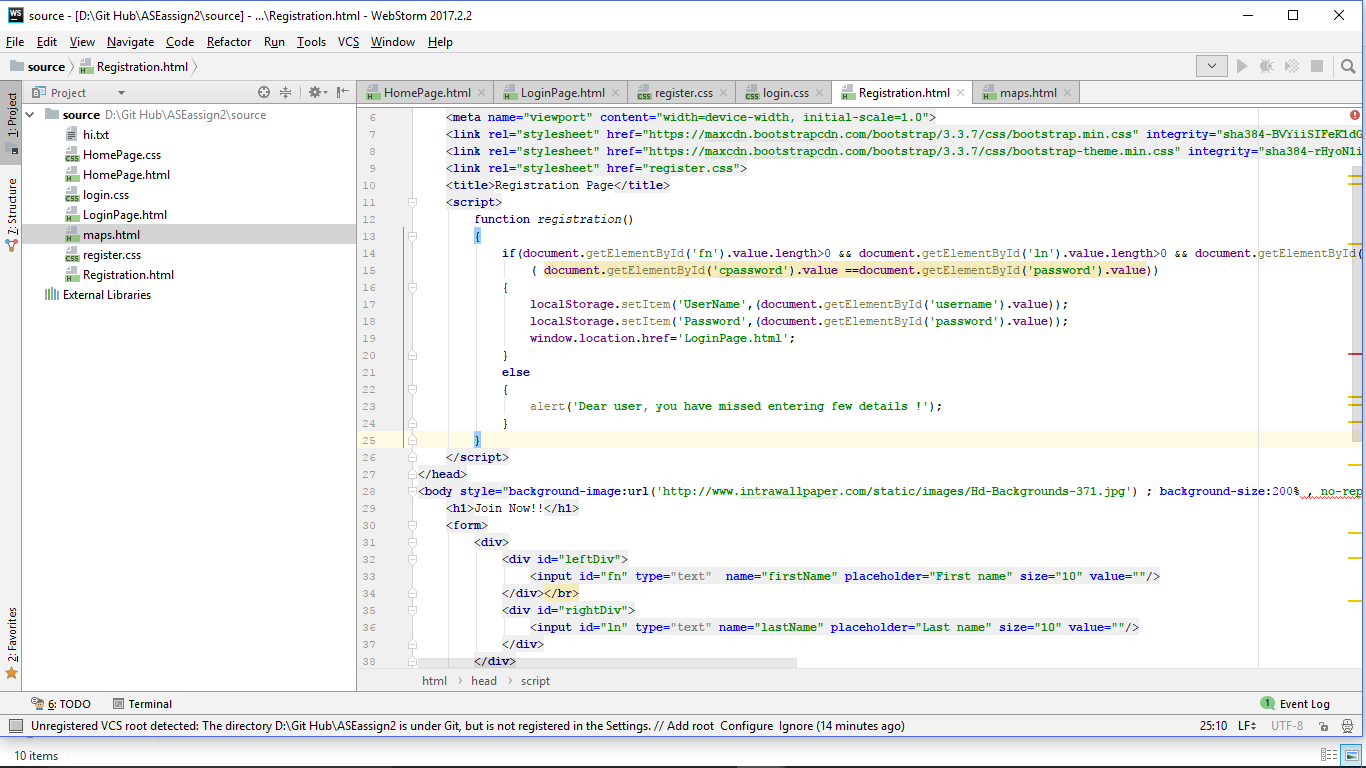 WS source - [D:\Git Hub\ASEassign2\source] - ...\Registration.html - WebStorm 2017.2.2
File Edit View Navigate Code Refactor Run Tools VCS Window Help
source Registration.html
Project
HomePage.html LoginPage.html register.css login.css Registration.html maps.html
1: Project
7: Structure
2: Favorites
source D:\Git Hub\ASEassign2\source
hi.txt
HomePage.css
HomePage.html
login.css
LoginPage.html
maps.html
register.css
Registration.html
External Libraries
6 <meta name="viewport" content="width=device-width, initial-scale=1.0">
7 <link rel="stylesheet" href="https://maxcdn.bootstrapcdn.com/bootstrap/3.3.7/css/bootstrap.min.css" integrity="sha384-BVYiiSIFeK1dG
8 <link rel="stylesheet" href="https://maxcdn.bootstrapcdn.com/bootstrap/3.3.7/css/bootstrap-theme.min.css" integrity="sha384-rHyoN1i
9 <link rel="stylesheet" href="register.css">
10 <title>Registration Page</title>
11 <script>
12 function registration()
13 {
14 if(document.getElementById('fn').value.length>0 && document.getElementById('ln').value.length>0 && document.getElementById(
15 ( document.getElementById('cpassword').value ==document.getElementById('password').value))
16 {
17 localStorage.setItem('UserName',(document.getElementById('username').value));
18 localStorage.setItem('Password',(document.getElementById('password').value));
19 window.location.href='LoginPage.html';
20 }
21 else
22 {
23 alert('Dear user, you have missed entering few details !');
24 }
25 }
26 </script>
27 </head>
28 <body style="background-image:url('http://www.intrawallpaper.com/static/images/Hd-Backgrounds-371.jpg') ; background-size:200% , no-rep
29 <h1>Join Now!!</h1>
30 <form>
31 <div>
32 <div id="leftDiv">
33 <input id="fn" type="text" name="firstName" placeholder="First name" size="10" value=""/>
34 </div></br>
35 <div id="rightDiv">
36 <input id="ln" type="text" name="lastName" placeholder="Last name" size="10" value=""/>
37 </div>
38 </div>
html head script
6: TODO Terminal 1 Event Log
Unregistered VCS root detected: The directory D:\Git Hub\ASEassign2 is under Git, but is not registered in the Settings. // Add root Configure Ignore (14 minutes ago) 25:10 LF UTF-8
10 items